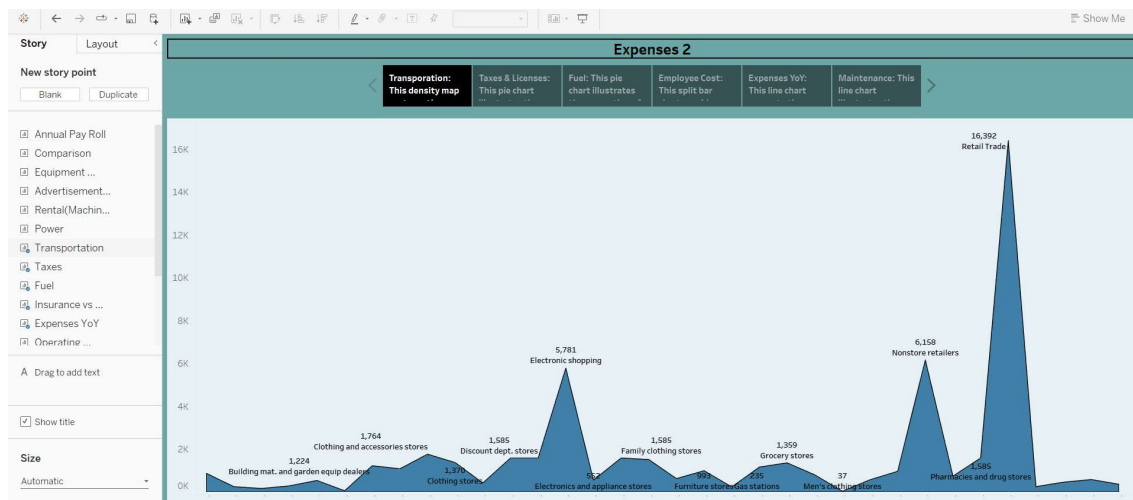 Show Me
Story
Layout
Expenses 2
New story point
Blank
Duplicate
Transporation:
This density map
Taxes & Licenses:
This pie chart
Fuel: This pie
chart illustrates
Employee Cost:
This split bar
Expenses YoY:
This line chart
Maintenance: This
line chart
Annual Pay Roll
Comparison
Equipment ...
Advertisement...
Rental(Machin...
Power
Transportation
Taxes
Fuel
Insurance vs ...
Expenses YoY
Operating ...
A Drag to add text
Show title
Size
Automatic
16K
14K
12K
10K
8K
6K
4K
2K
0K
1,224
Building mat. and garden equip dealers
1,764
Clothing and accessories stores
1,370
Clothing stores
1,585
Discount dept. stores
5,781
Electronic shopping
Electronics and appliance stores
1,585
Family clothing stores
993
Furniture stores
235
Gas stations
1,359
Grocery stores
37
Men's clothing stores
6,158
Nonstore retailers
1,585
Pharmacies and drug stores
16,392
Retail Trade